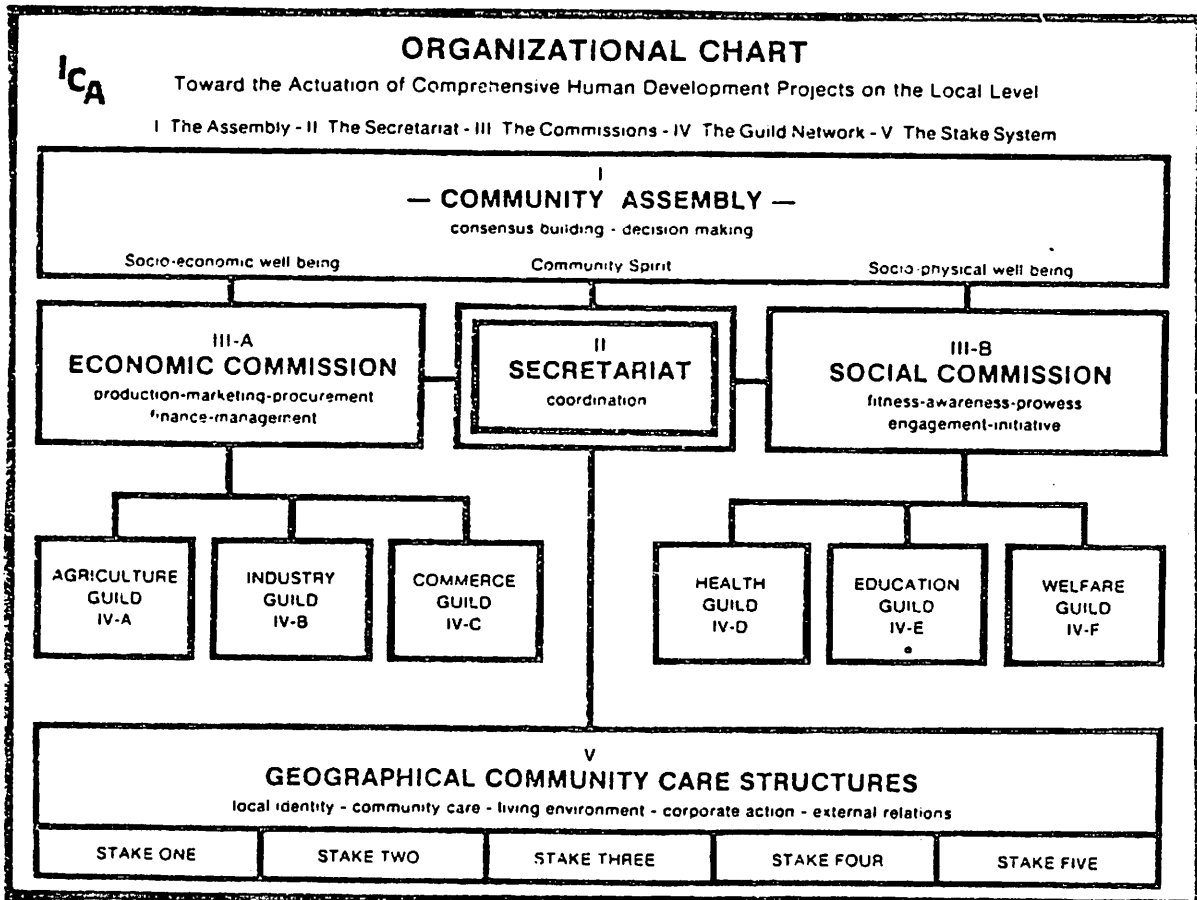 ICA
ORGANIZATIONAL CHART
Toward the Actuation of Comprehensive Human Development Projects on the Local Level
I The Assembly - II The Secretariat - III The Commissions - IV The Guild Network - V The Stake System
I
— COMMUNITY ASSEMBLY —
consensus building - decision making
Socio-economic well being
Community Spirit
Socio-physical well being
III-A
ECONOMIC COMMISSION
production-marketing-procurement
finance-management
II
SECRETARIAT
coordination
III-B
SOCIAL COMMISSION
fitness-awareness-prowess
engagement-initiative
AGRICULTURE
GUILD
IV-A
INDUSTRY
GUILD
IV-B
COMMERCE
GUILD
IV-C
HEALTH
GUILD
IV-D
EDUCATION
GUILD
IV-E
WELFARE
GUILD
IV-F
V
GEOGRAPHICAL COMMUNITY CARE STRUCTURES
local identity - community care - living environment - corporate action - external relations
STAKE ONE
STAKE TWO
STAKE THREE
STAKE FOUR
STAKE FIVE